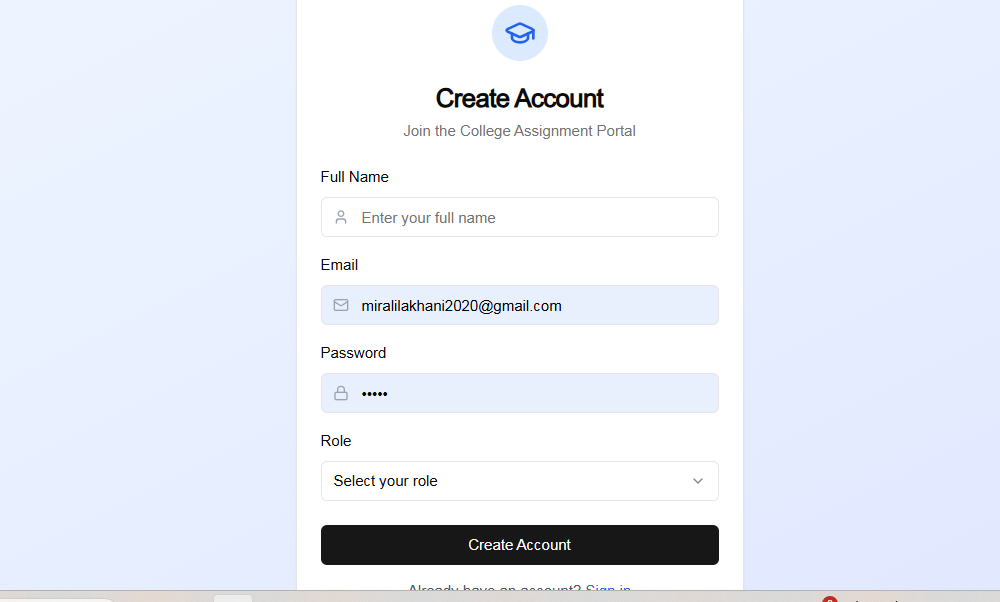 Create Account
Join the College Assignment Portal
Full Name
Enter your full name
Email
miralilakhani2020@gmail.com
Password
•••••
Role
Select your role
Create Account
Already have an account? Sign in